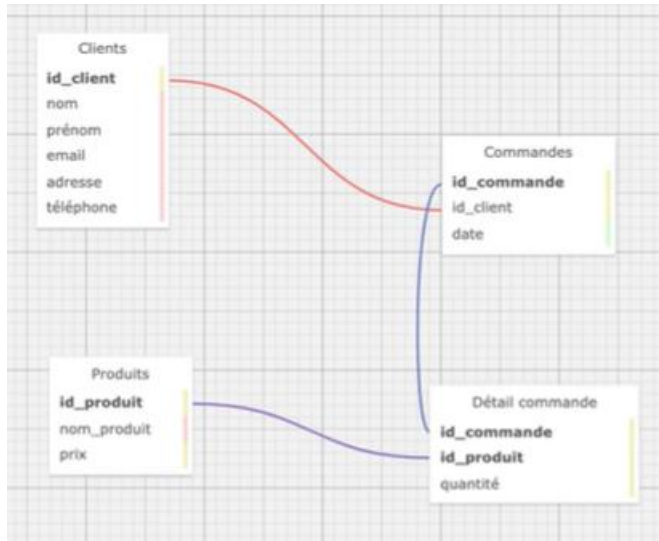 Clients
id_client
nom
prénom
email
adresse
téléphone
Commandes
id_commande
id_client
date
Produits
id_produit
nom_produit
prix
Détail commande
id_commande
id_produit
quantité